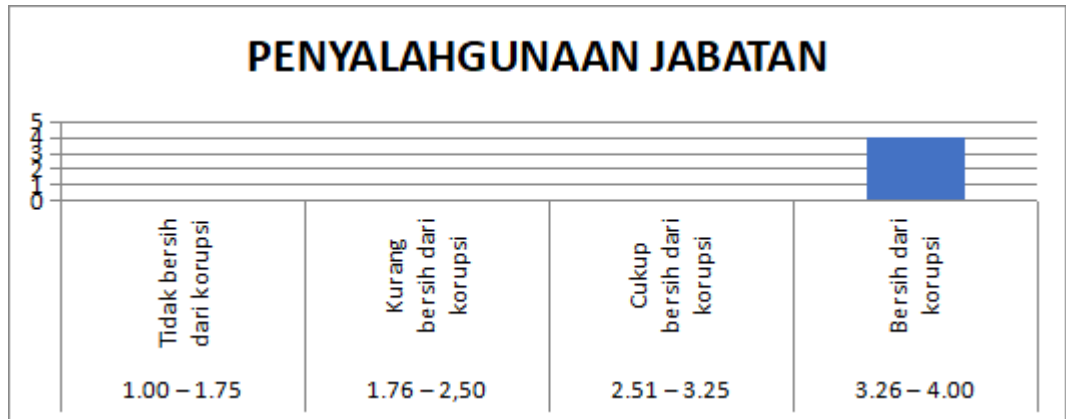 PENYALAHGUNAAN JABATAN
5
4
3
2
1
0
Tidak bersih
dari korupsi
Kurang
bersih dari
korupsi
Cukup
bersih dari
korupsi
Bersih dari
korupsi
1.00 – 1.75
1.76 – 2,50
2.51 – 3.25
3.26 – 4.00